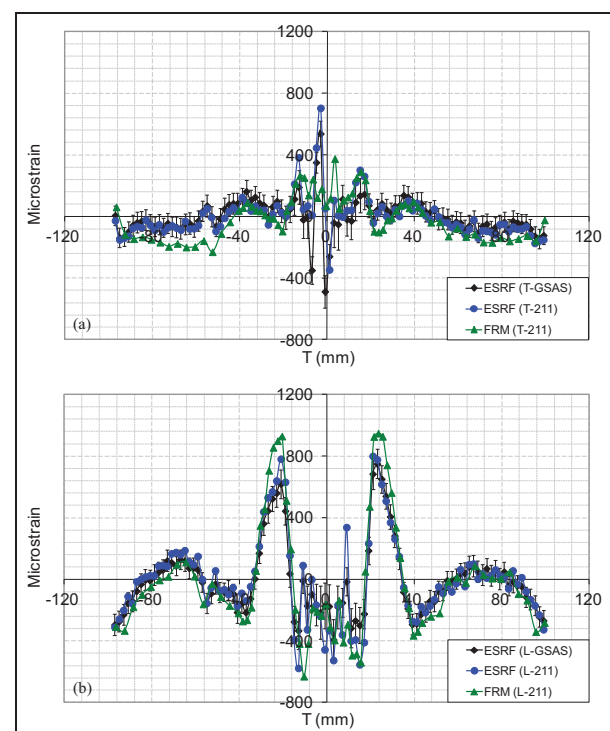 1200
800
400
-120
-40
40
120
-400
-800
Microstrain
ESRF (T-GSAS)
ESRF (T-211)
FRM (T-211)
(a)
T (mm)
1200
800
400
-120
-80
-40
40
80
120
-400
-800
Microstrain
ESRF (L-GSAS)
ESRF (L-211)
FRM (L-211)
(b)
T (mm)